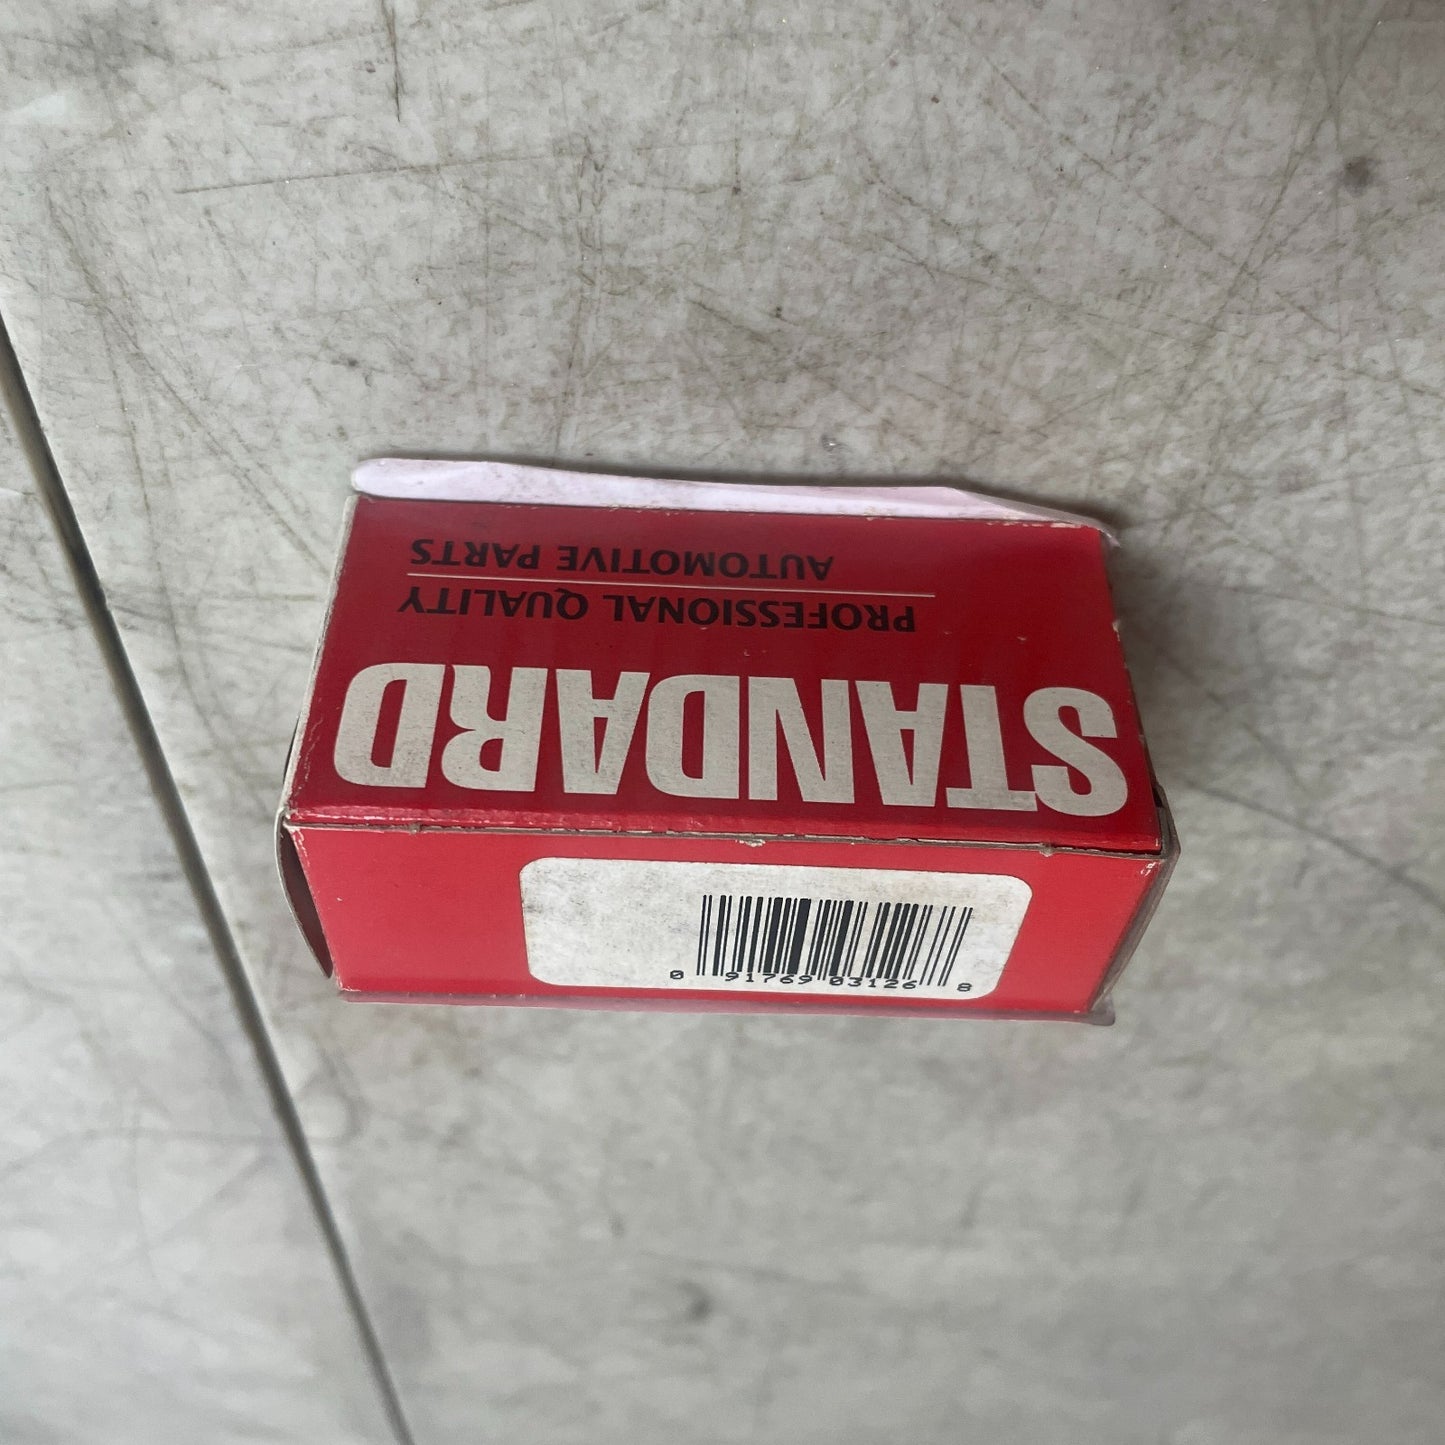 STANDARD
PROFESSIONAL QUALITY
AUTOMOTIVE PARTS
0 91769 03126 8